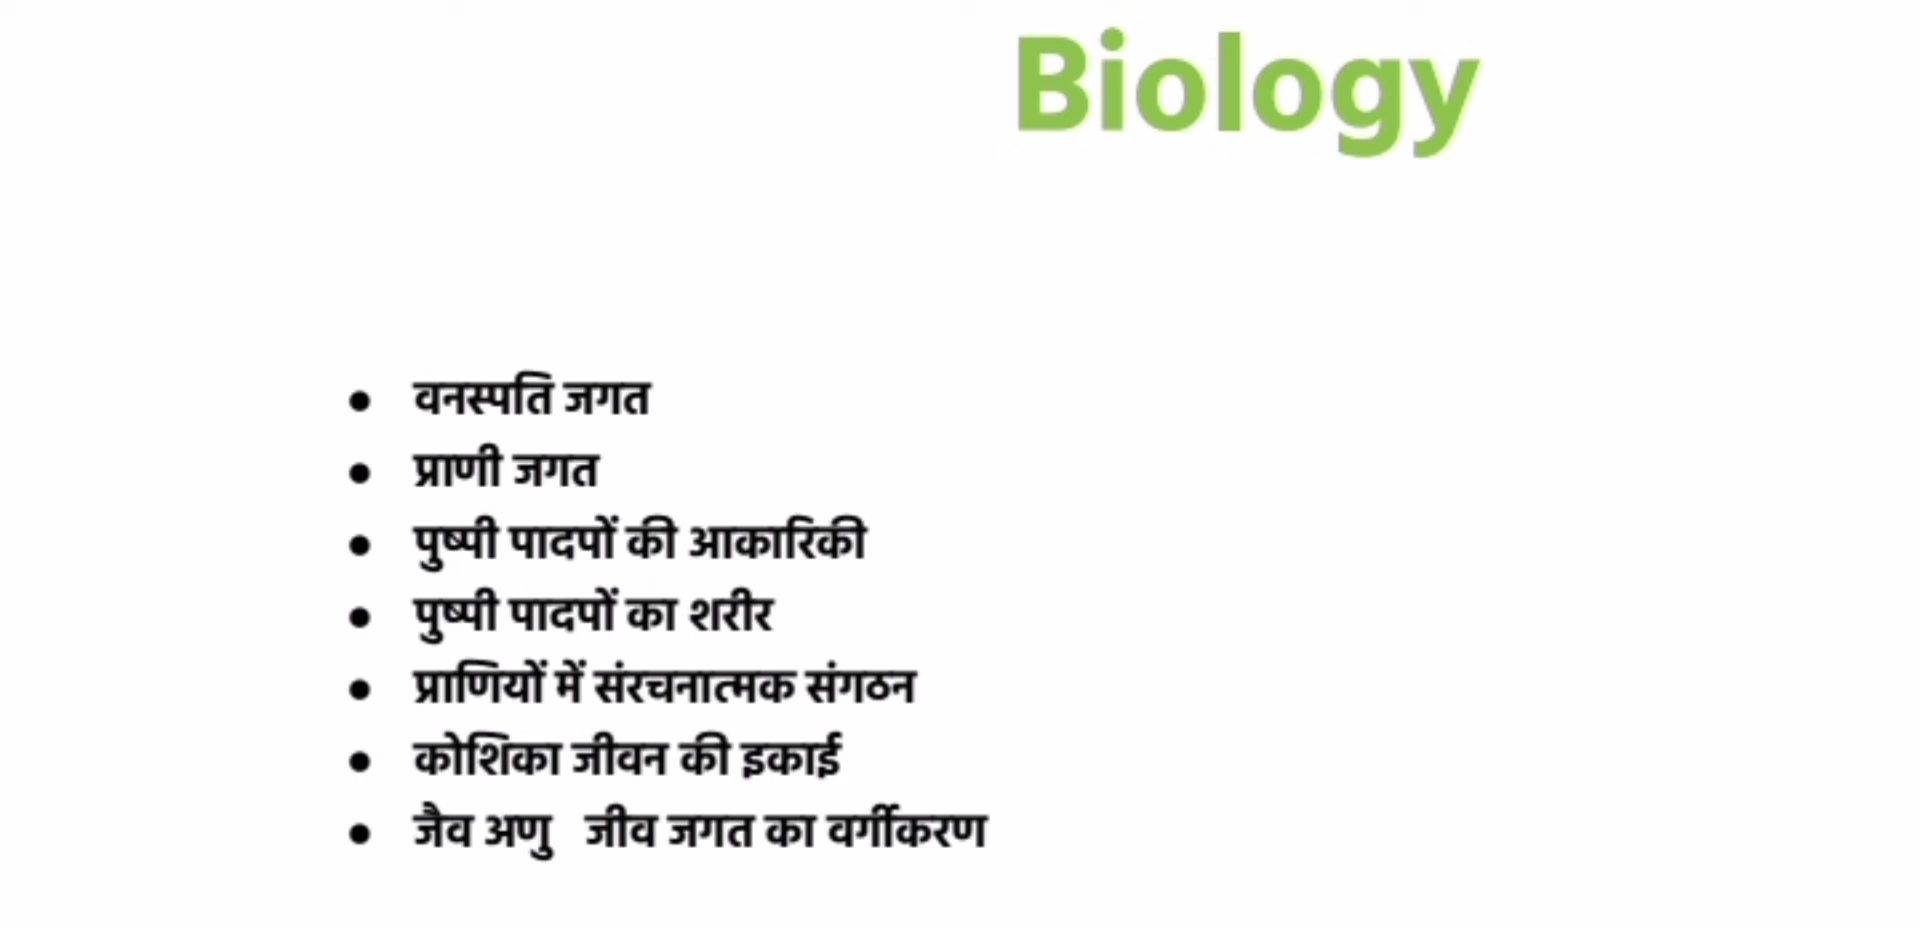 Biology
● वनस्पति जगत
● प्राणी जगत
● पुष्पी पादपों की आकारिकी
● पुष्पी पादपों का शरीर
● प्राणियों में संरचनात्मक संगठन
● कोशिका जीवन की इकाई
● जैव अणु जीव जगत का वर्गीकरण